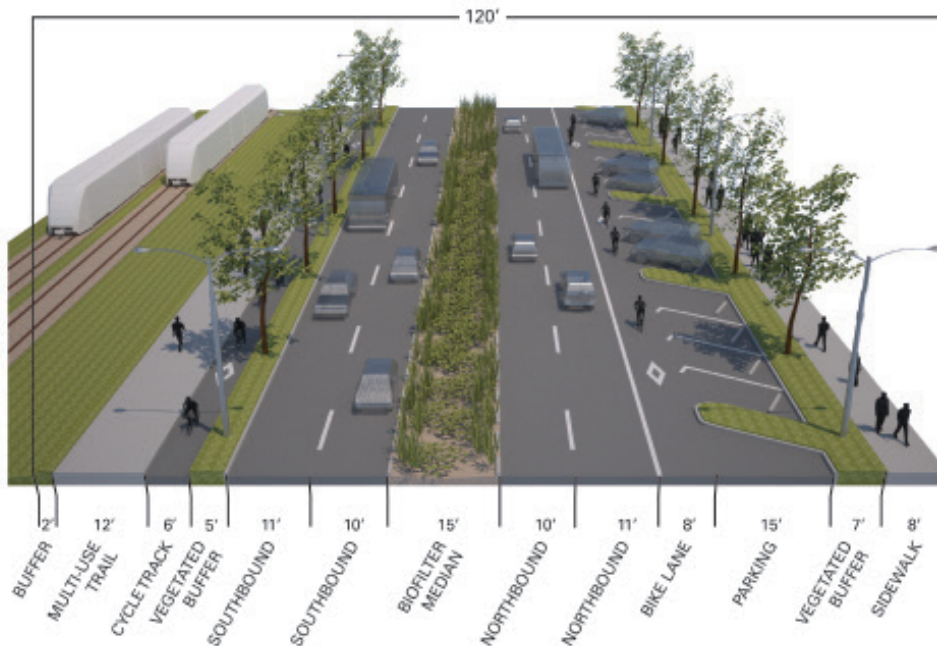 120'
2'
12'
6'
5'
11'
10'
15'
10'
11'
8'
15'
7'
8'
BUFFER
MULTI-USE
TRAIL
CYCLE TRACK
VEGETATED
BUFFER
SOUTHBOUND
SOUTHBOUND
BIOFILTER
MEDIAN
NORTHBOUND
NORTHBOUND
BIKE LANE
PARKING
VEGETATED
BUFFER
SIDEWALK